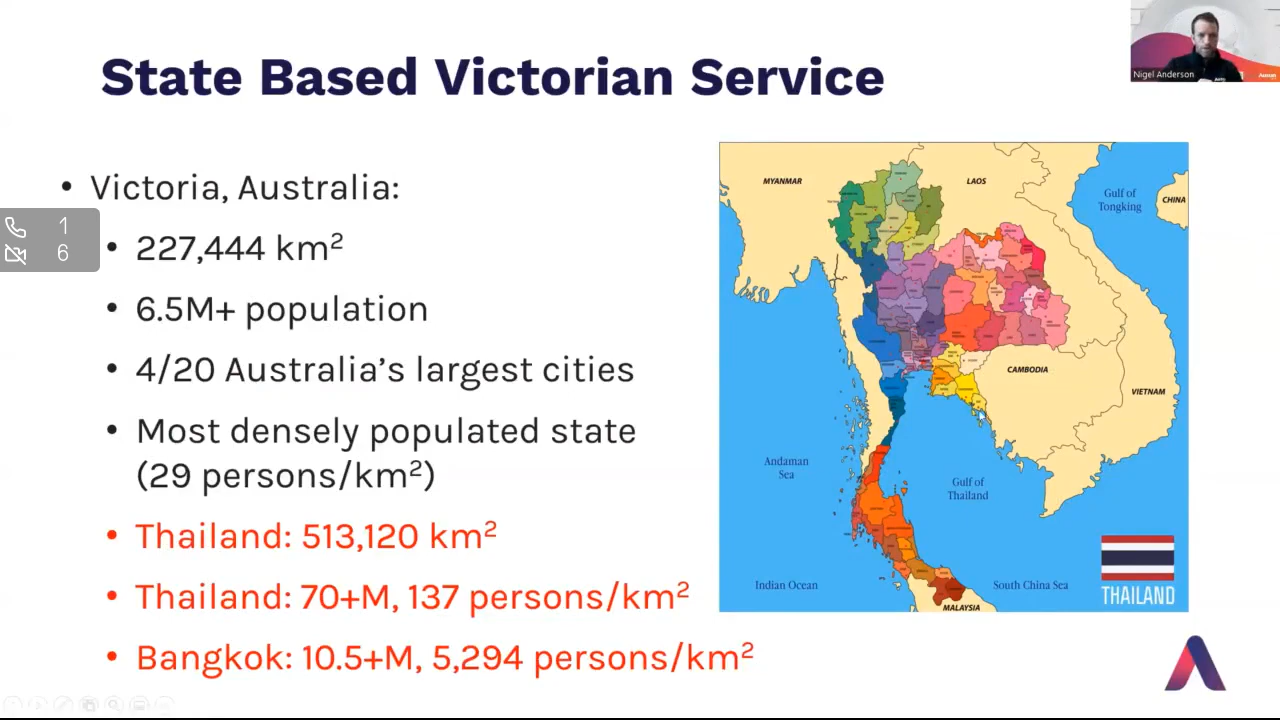 State Based Victorian Service
Nigel Anderson
• Victoria, Australia:
1
6
• 227,444 km²
• 6.5M+ population
• 4/20 Australia's largest cities
• Most densely populated state
(29 persons/km²)
• Thailand: 513,120 km²
• Thailand: 70+M, 137 persons/km²
• Bangkok: 10.5+M, 5,294 persons/km²
MYANMAR
LAOS
Gulf of
Tongking
CHINA
CAMBODIA
VIETNAM
Andaman
Sea
Gulf of
Thailand
Indian Ocean
South China Sea
MALAYSIA
THAILAND